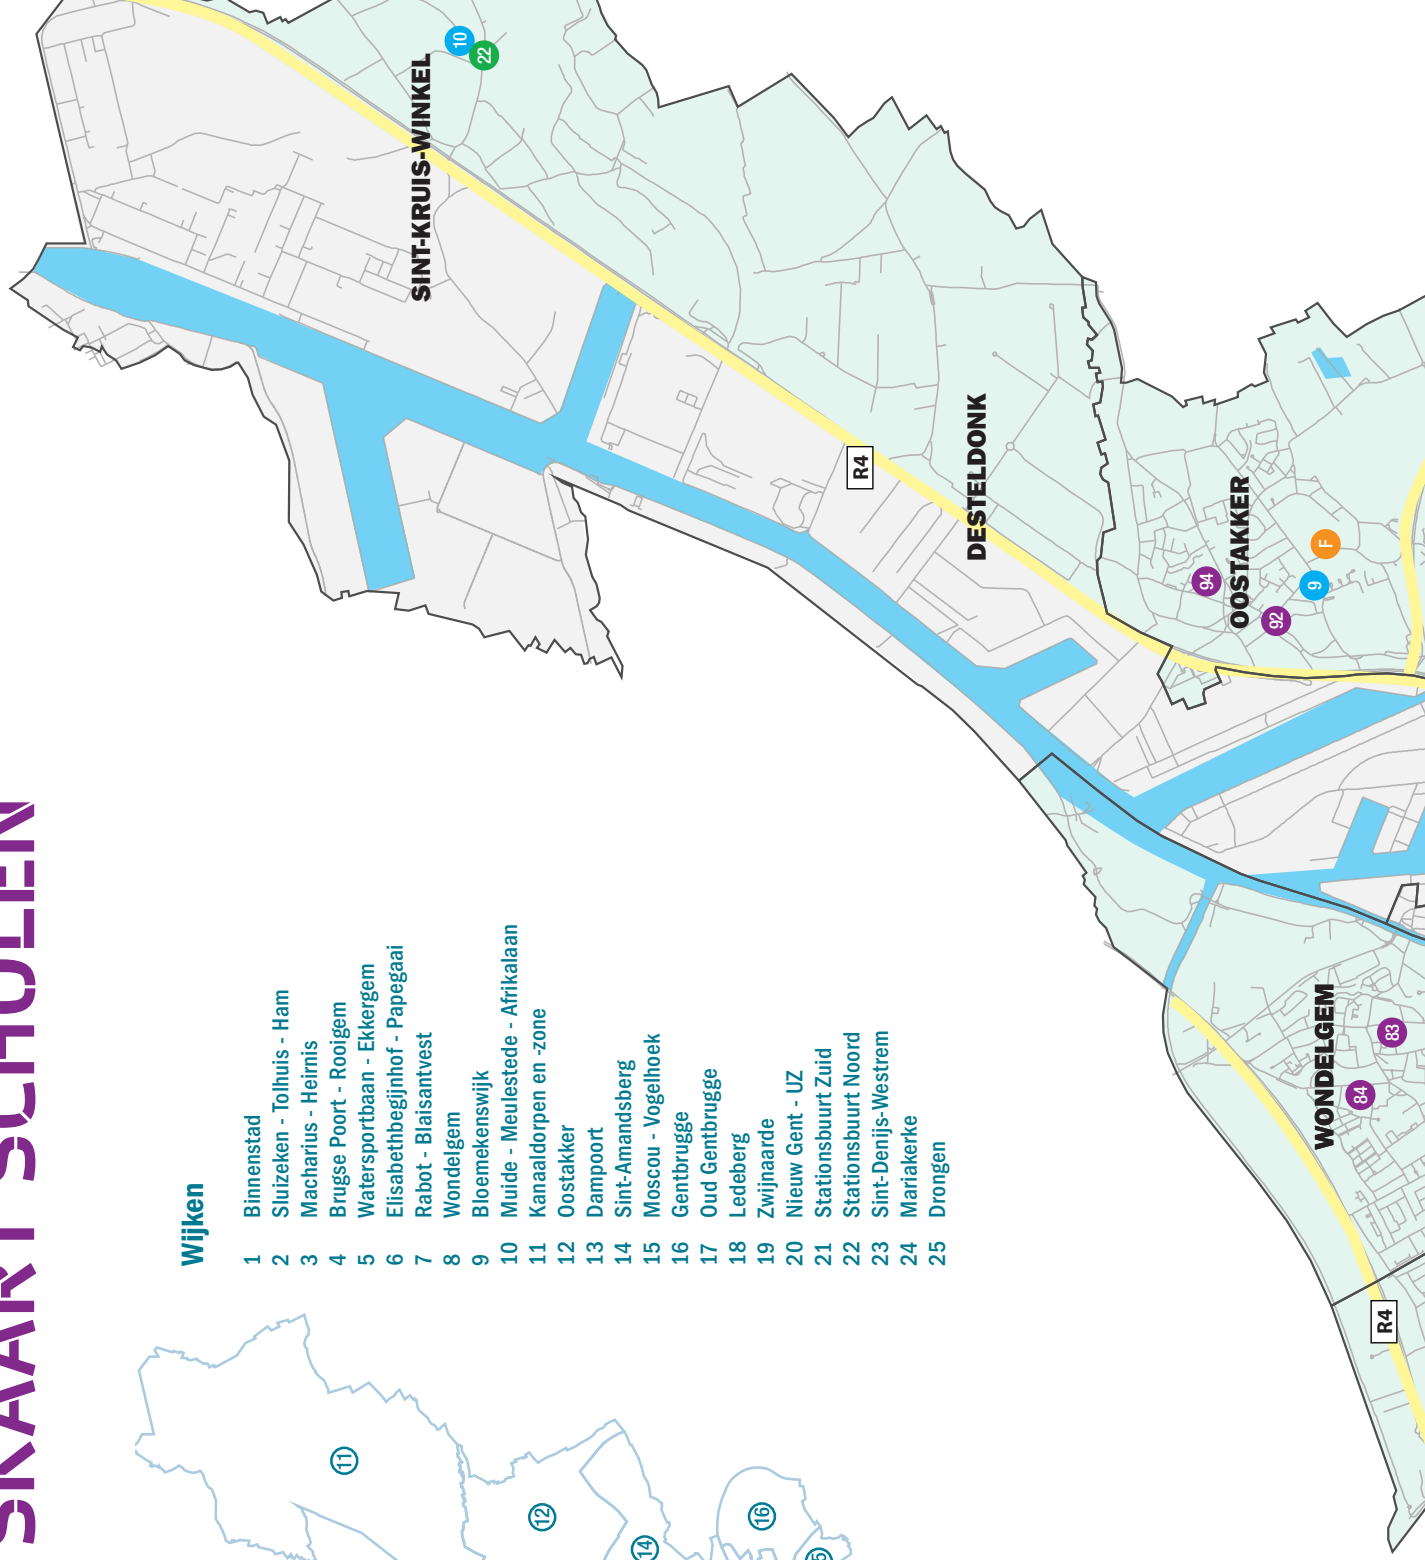 SKAART SCHOLEN
Wijken
1 Binnenstad
2 Sluizeken - Tolhuis - Ham
3 Macharius - Heirnis
4 Brugse Poort - Rooigem
5 Watersportbaan - Ekkergem
6 Elisabethbegijnhof - Papegaai
7 Rabot - Blaisantvest
8 Wondelgem
9 Bloemekenswijk
10 Muide - Meulestede - Afrikalaan
11 Kanaaldorpen en -zone
12 Oostakker
13 Dampoort
14 Sint-Amandsberg
15 Moscou - Vogelhoek
16 Gentbrugge
17 Oud Gentbrugge
18 Ledeberg
19 Zwijnaarde
20 Nieuw Gent - UZ
21 Stationsbuurt Zuid
22 Stationsbuurt Noord
23 Sint-Denijs-Westrem
24 Mariakerke
25 Drongen
11
12
14
16
SINT-KRUIS-WINKEL
10
22
R4
DESTELDONK
OOSTAKKER
94
92
9
F
WONDELGEM
83
84
R4